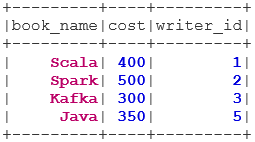 +---------+----+---------+
|book_name|cost|writer_id|
+---------+----+---------+
|    Scala| 400|        1|
|    Spark| 500|        2|
|    Kafka| 300|        3|
|     Java| 350|        5|
+---------+----+---------+